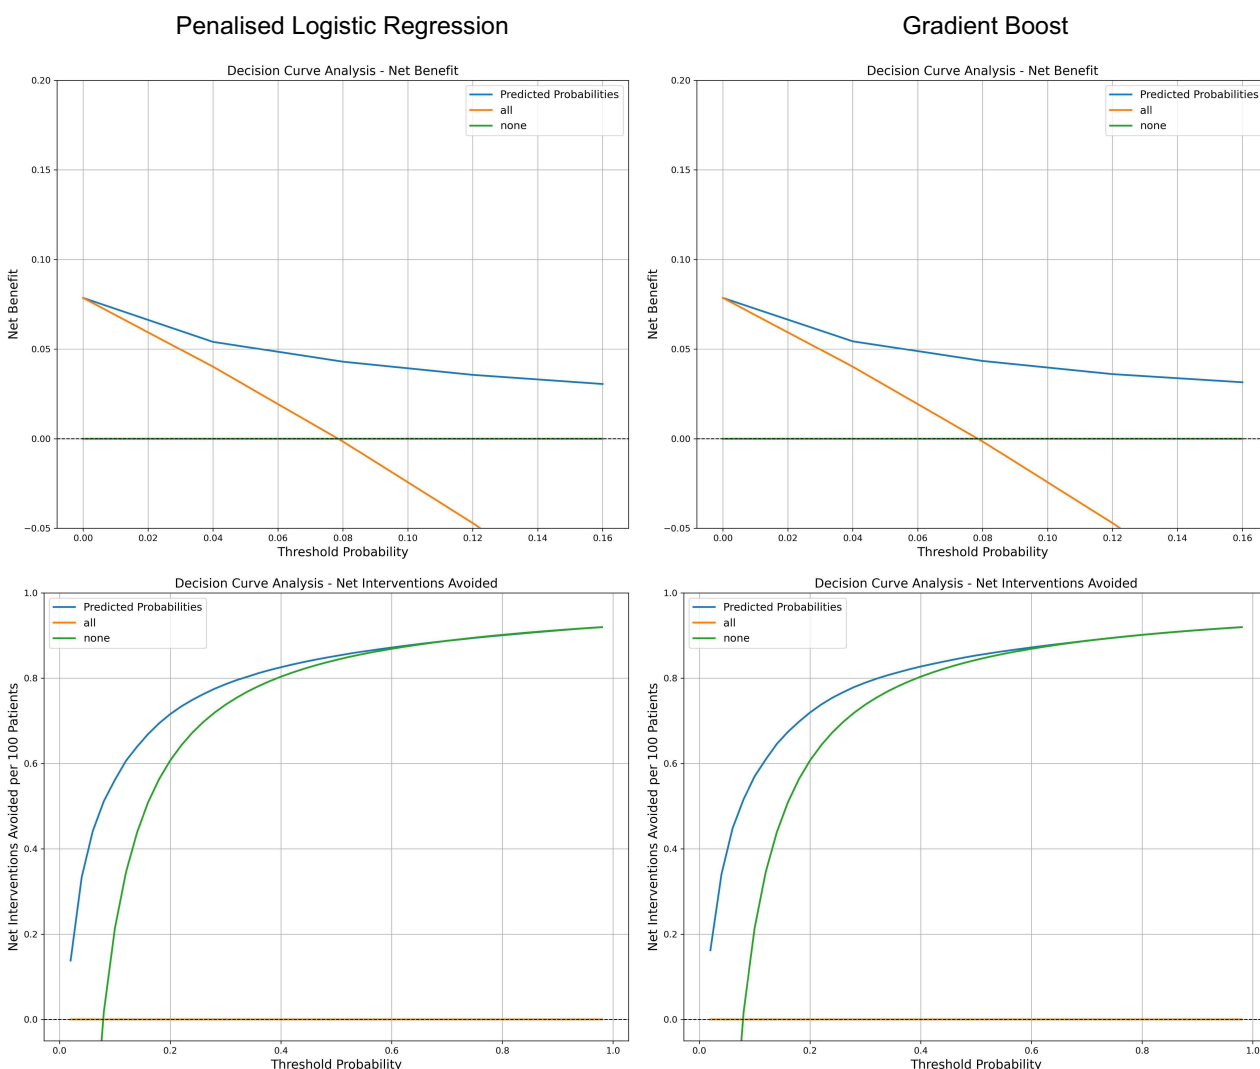 Penalised Logistic Regression
Gradient Boost
Decision Curve Analysis - Net Benefit
Predicted Probabilities
all
none
0.20
0.15
0.10
0.05
0.00
−0.05
Net Benefit
0.00 0.02 0.04 0.06 0.08 0.10 0.12 0.14 0.16
Threshold Probability
Decision Curve Analysis - Net Benefit
Predicted Probabilities
all
none
0.20
0.15
0.10
0.05
0.00
−0.05
Net Benefit
0.00 0.02 0.04 0.06 0.08 0.10 0.12 0.14 0.16
Threshold Probability
Decision Curve Analysis - Net Interventions Avoided
Predicted Probabilities
all
none
1.0
0.8
0.6
0.4
0.2
0.0
Net Interventions Avoided per 100 Patients
0.0 0.2 0.4 0.6 0.8 1.0
Threshold Probability
Decision Curve Analysis - Net Interventions Avoided
Predicted Probabilities
all
none
1.0
0.8
0.6
0.4
0.2
0.0
Net Interventions Avoided per 100 Patients
0.0 0.2 0.4 0.6 0.8 1.0
Threshold Probability